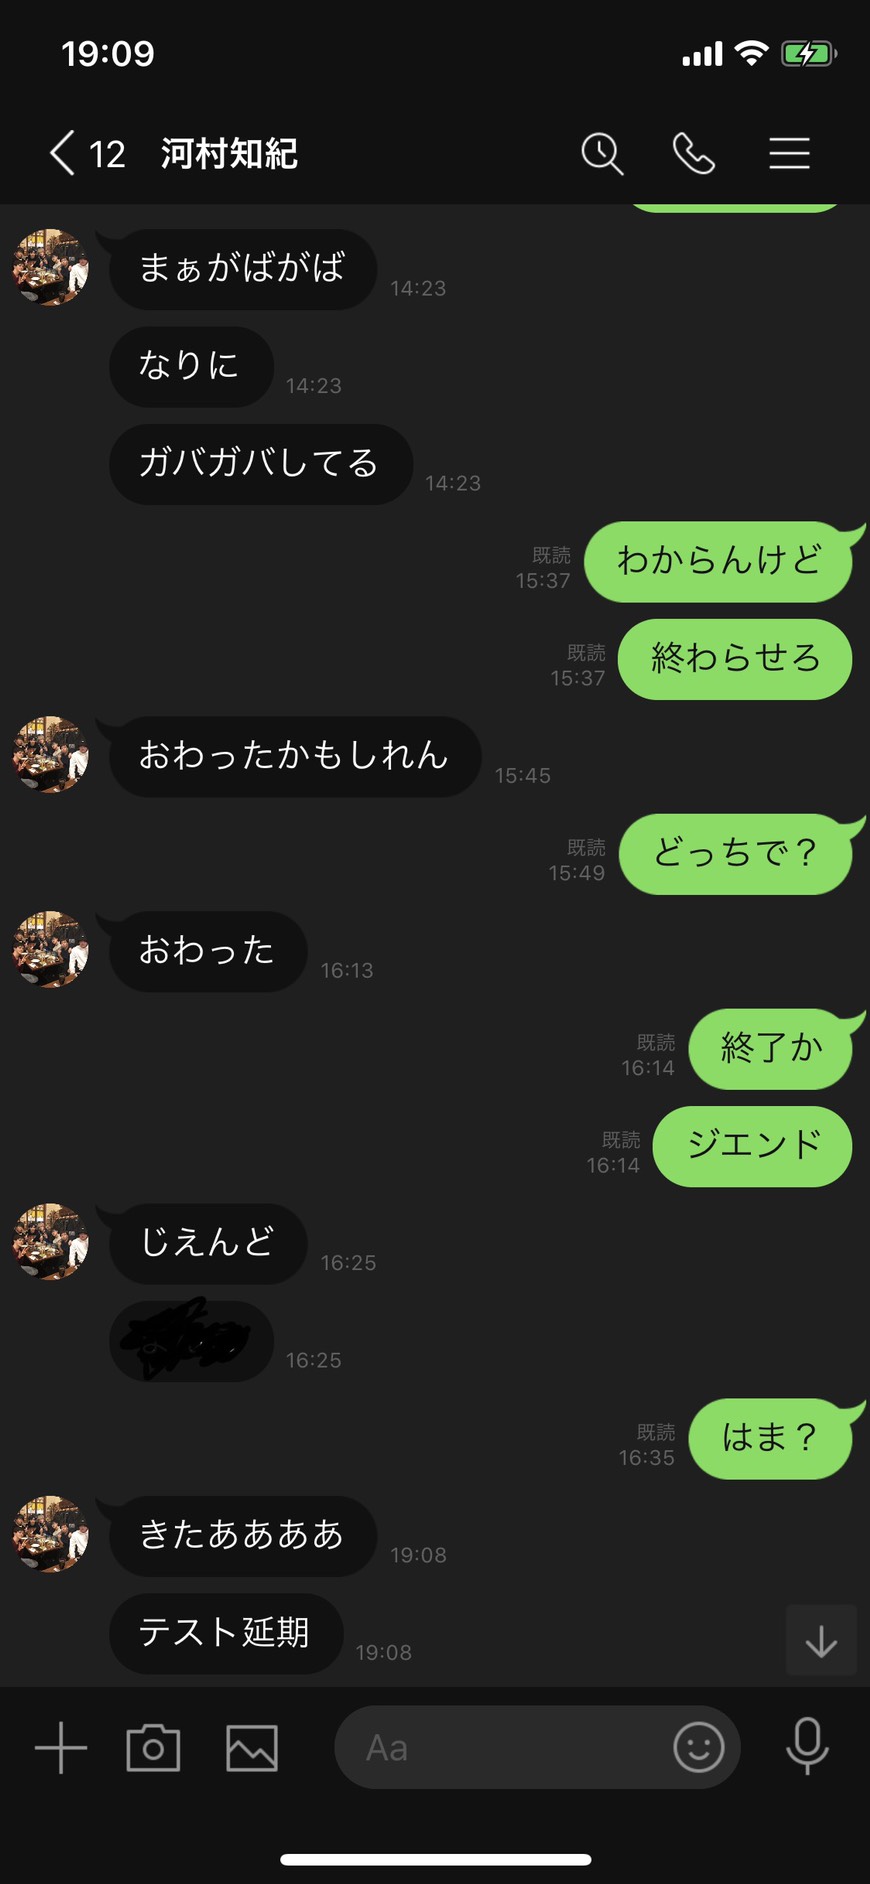 19:09
12 河村知紀
まぁがばがば
14:23
なりに
14:23
ガバガバしてる
14:23
既読
15:37
わからんけど
既読
15:37
終わらせろ
おわったかもしれん
15:45
既読
15:49
どっちで？
おわった
16:13
既読
16:14
終了か
既読
16:14
ジエンド
じえんど
16:25
16:25
既読
16:35
はま？
きたああああ
19:08
テスト延期
19:08
Aa